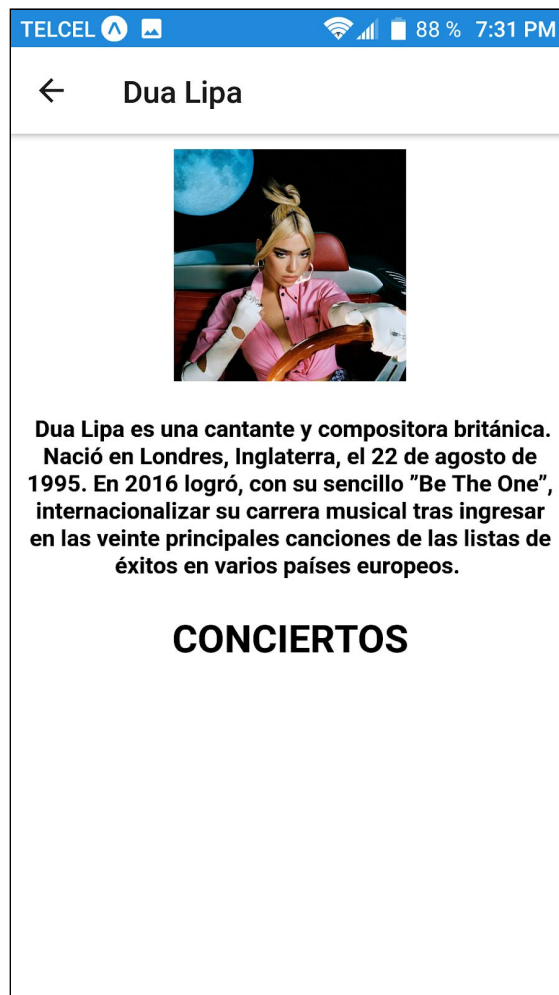 TELCEL 88 % 7:31 PM
Dua Lipa
Dua Lipa es una cantante y compositora británica.
Nació en Londres, Inglaterra, el 22 de agosto de
1995. En 2016 logró, con su sencillo ”Be The One”,
internacionalizar su carrera musical tras ingresar
en las veinte principales canciones de las listas de
éxitos en varios países europeos.
CONCIERTOS